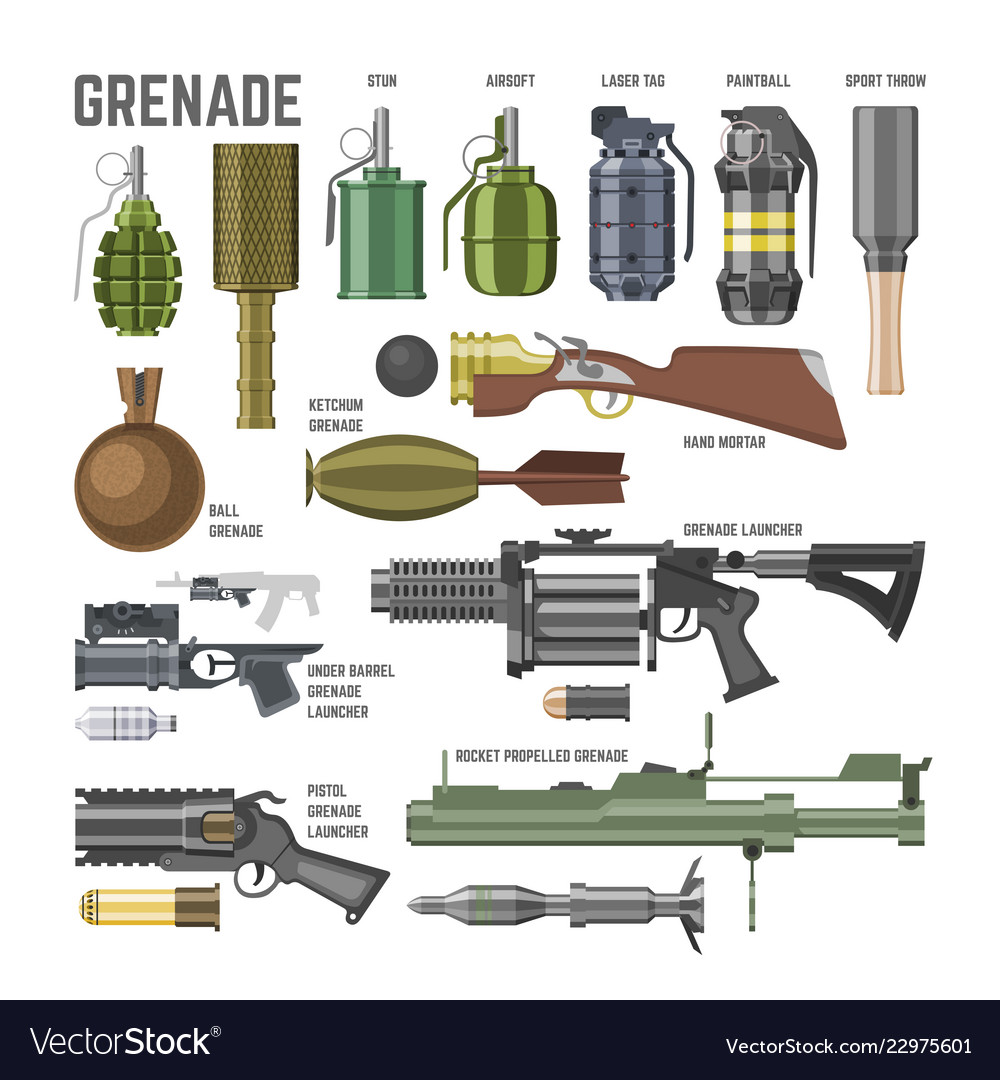 GRENADE
STUN
AIRSOFT
LASER TAG
PAINTBALL
SPORT THROW
KETCHUM
GRENADE
HAND MORTAR
BALL
GRENADE
GRENADE LAUNCHER
UNDER BARREL
GRENADE
LAUNCHER
ROCKET PROPELLED GRENADE
PISTOL
GRENADE
LAUNCHER
VectorStock®
VectorStock.com/22975601